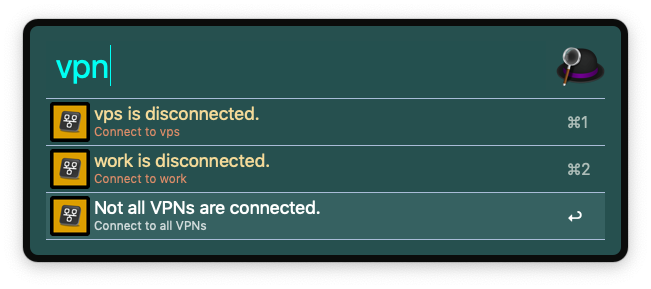 vpn
vps is disconnected.
Connect to vps
⌘1
work is disconnected.
Connect to work
⌘2
Not all VPNs are connected.
Connect to all VPNs
↩